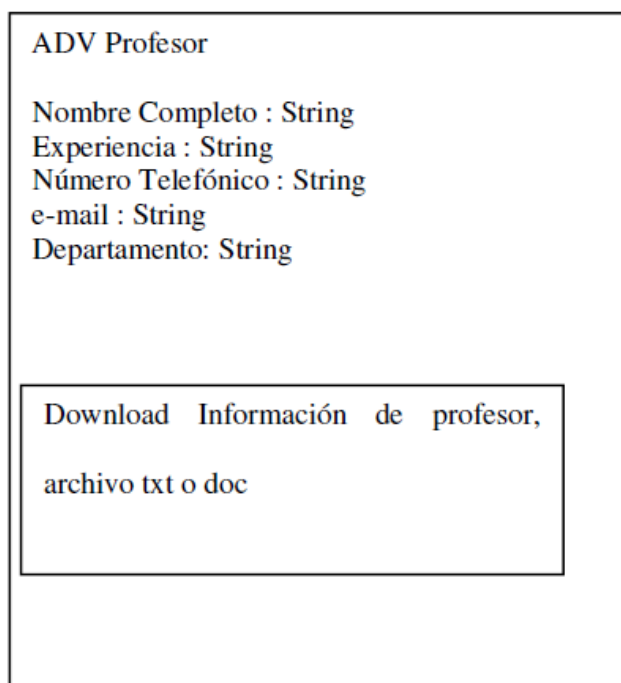 ADV Profesor
Nombre Completo : String
Experiencia : String
Número Telefónico : String
e-mail : String
Departamento: String
Download Información de profesor,
archivo txt o doc